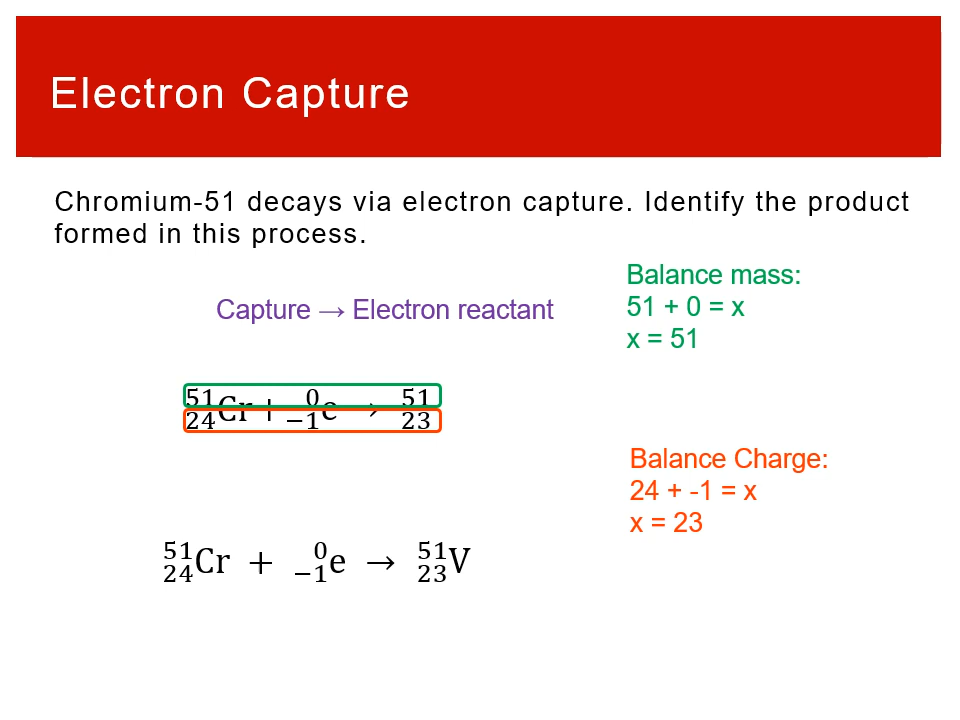 Electron Capture
Chromium-51 decays via electron capture. Identify the product
formed in this process.
Capture → Electron reactant
Balance mass:
51 + 0 = x
x = 51
⁵¹₂₄Cr + ⁰₋₁e → ⁵¹₂₃
Balance Charge:
24 + -1 = x
x = 23
⁵¹₂₄Cr + ⁰₋₁e → ⁵¹₂₃V